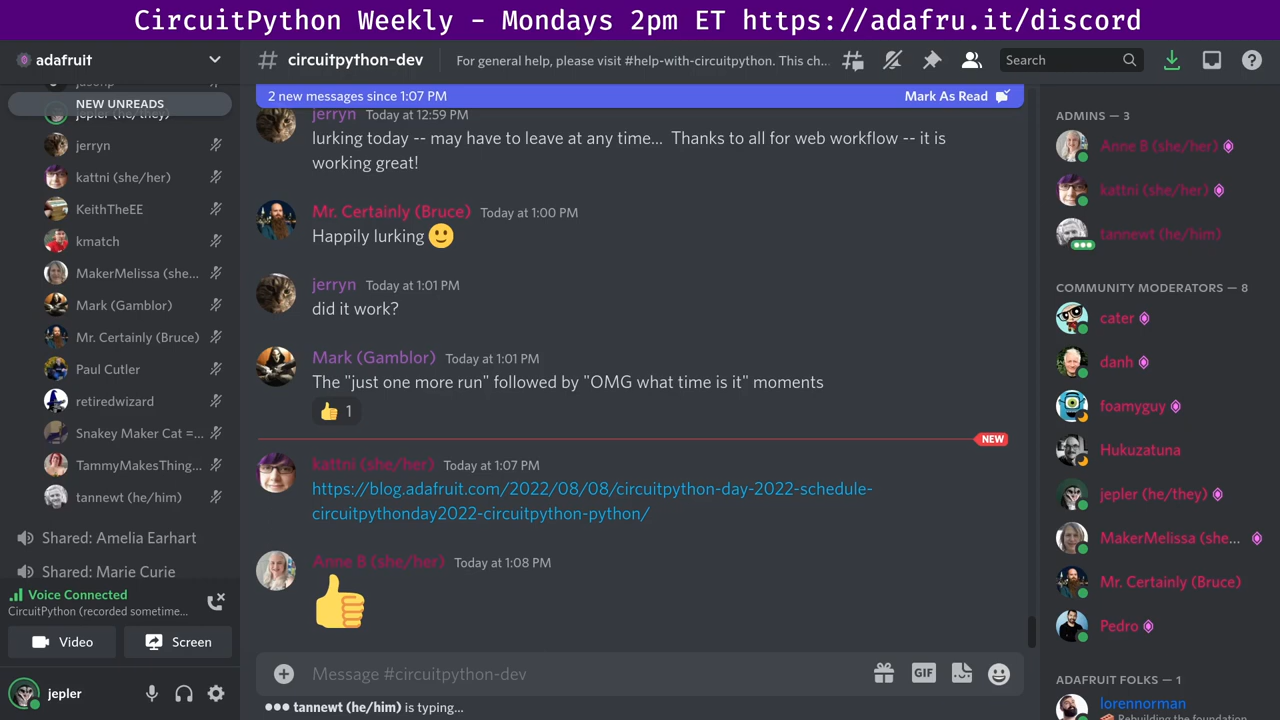 CircuitPython Weekly - Mondays 2pm ET https://adafru.it/discord
adafruit
NEW UNREADS
jepler (he/they)
jerryn
kattni (she/her)
KeithTheEE
kmatch
MakerMelissa (she...
Mark (Gamblor)
Mr. Certainly (Bruce)
Paul Cutler
retiredwizard
Snakey Maker Cat =...
TammyMakesThing...
tannewt (he/him)
Shared: Amelia Earhart
Shared: Marie Curie
Voice Connected
CircuitPython (recorded sometime...
Video
Screen
jepler
# circuitpython-dev
For general help, please visit #help-with-circuitpython. This ch...
Search
2 new messages since 1:07 PM
Mark As Read
jerryn Today at 12:59 PM
lurking today -- may have to leave at any time... Thanks to all for web workflow -- it is
working great!
Mr. Certainly (Bruce) Today at 1:00 PM
Happily lurking 🙂
jerryn Today at 1:01 PM
did it work?
Mark (Gamblor) Today at 1:01 PM
The "just one more run" followed by "OMG what time is it" moments
👍 1
NEW
kattni (she/her) Today at 1:07 PM
https://blog.adafruit.com/2022/08/08/circuitpython-day-2022-schedule-
circuitpythonday2022-circuitpython-python/
Anne B (she/her) Today at 1:08 PM
👍
Message #circuitpython-dev
GIF
tannewt (he/him) is typing...
ADMINS — 3
Anne B (she/her)
kattni (she/her)
tannewt (he/him)
COMMUNITY MODERATORS — 8
cater
danh
foamyguy
Hukuzatuna
jepler (he/they)
MakerMelissa (she...
Mr. Certainly (Bruce)
Pedro
ADAFRUIT FOLKS — 1
lorennorman
Rebuilding the foundation